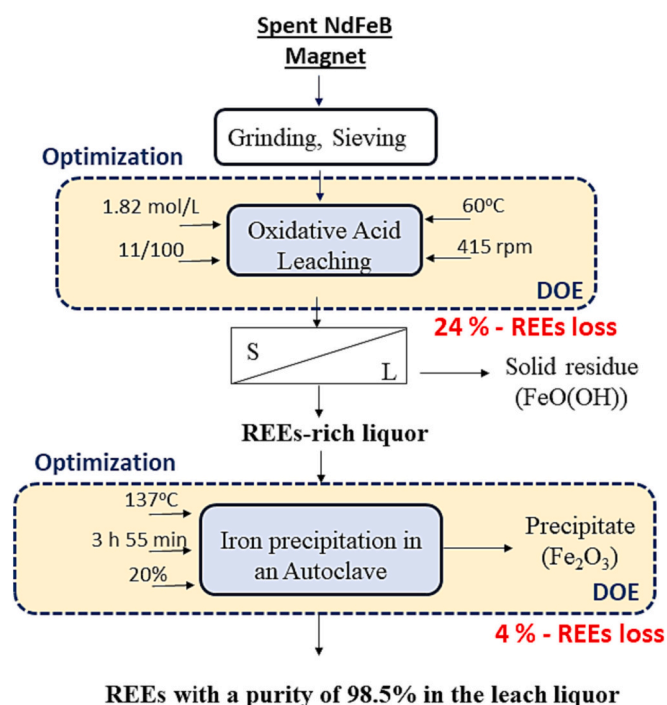 Spent NdFeB
Magnet
Grinding, Sieving
Optimization
1.82 mol/L
60°C
Oxidative Acid
Leaching
11/100
415 rpm
DOE
24 % - REEs loss
S
L
Solid residue
(FeO(OH))
REEs-rich liquor
Optimization
137°C
3 h 55 min
20%
Iron precipitation in
an Autoclave
Precipitate
(Fe₂O₃)
DOE
4 % - REEs loss
REEs with a purity of 98.5% in the leach liquor